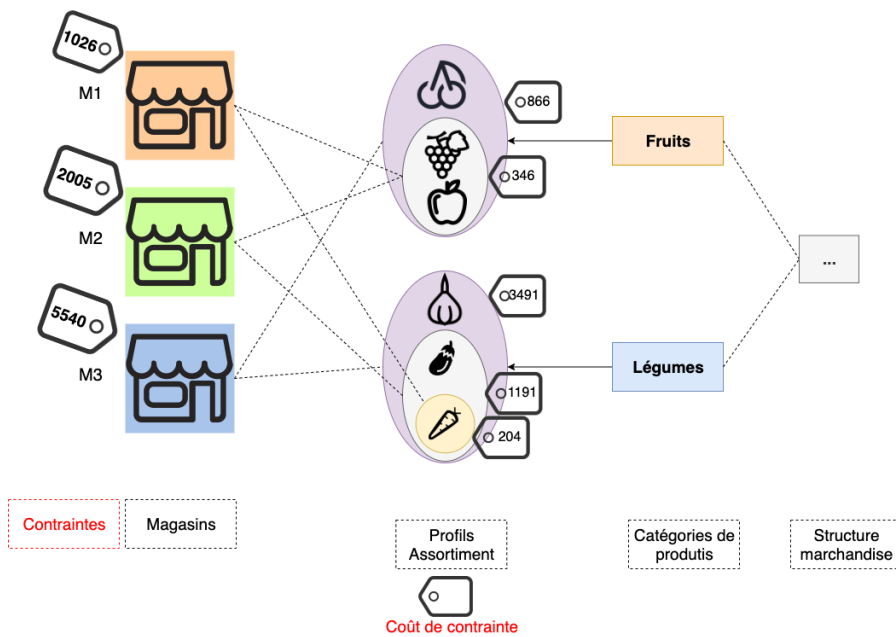 1026
M1
866
Fruits
346
2005
M2
...
3491
5540
M3
Légumes
1191
204
Contraintes
Magasins
Profils
Assortiment
Catégories de
produtis
Structure
marchandise
Coût de contrainte